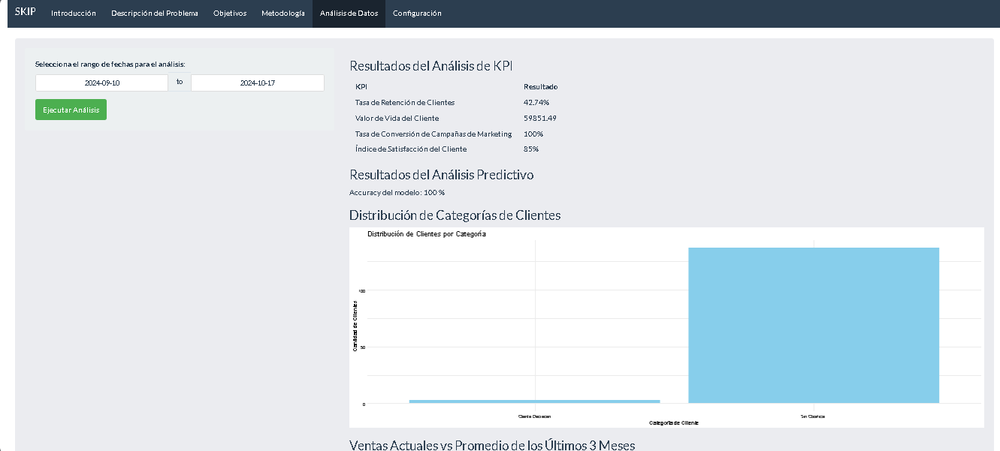 SKIP Introducción Descripción del Problema Objetivos Metodología Análisis de Datos Configuración
Selecciona el rango de fechas para el análisis:
2024-09-10 to 2024-10-17
Ejecutar Análisis
Resultados del Análisis de KPI
KPI Resultado
Tasa de Retención de Clientes 42.74%
Valor de Vida del Cliente 59851.49
Tasa de Conversión de Campañas de Marketing 100%
Índice de Satisfacción del Cliente 85%
Resultados del Análisis Predictivo
Accuracy del modelo: 100 %
Distribución de Categorías de Clientes
Distribución de Clientes por Categoría
Cantidad de Clientes
100
50
0
Cliente
Categoría de Cliente
Ventas Actuales vs Promedio de los Últimos 3 Meses